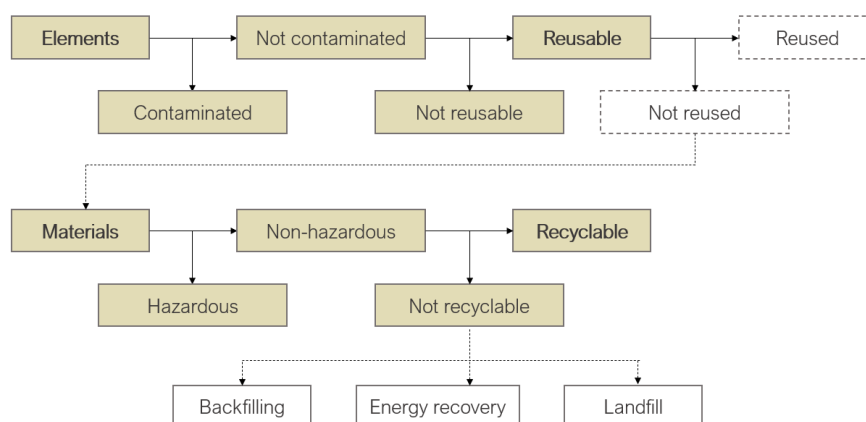 Elements
Not contaminated
Reusable
Reused
Contaminated
Not reusable
Not reused
Materials
Non-hazardous
Recyclable
Hazardous
Not recyclable
Backfilling
Energy recovery
Landfill